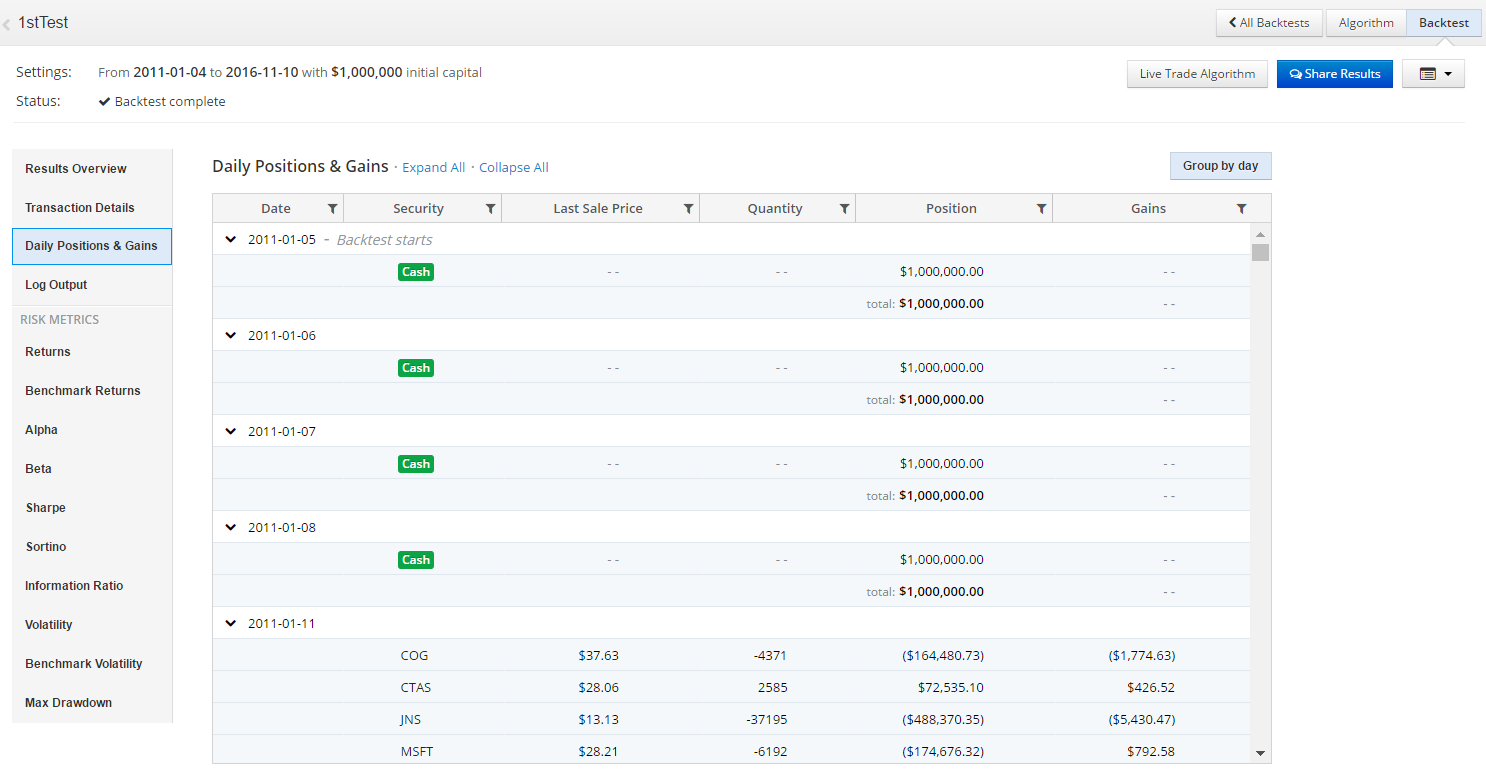 1stTest
All Backtests Algorithm Backtest
Settings: From 2011-01-04 to 2016-11-10 with $1,000,000 initial capital
Live Trade Algorithm Share Results
Status: Backtest complete
Results Overview
Transaction Details
Daily Positions & Gains
Log Output
RISK METRICS
Returns
Benchmark Returns
Alpha
Beta
Sharpe
Sortino
Information Ratio
Volatility
Benchmark Volatility
Max Drawdown
Daily Positions & Gains · Expand All · Collapse All
Group by day
Date Security Last Sale Price Quantity Position Gains
2011-01-05 - Backtest starts
Cash -- -- $1,000,000.00 --
total: $1,000,000.00 --
2011-01-06
Cash -- -- $1,000,000.00 --
total: $1,000,000.00 --
2011-01-07
Cash -- -- $1,000,000.00 --
total: $1,000,000.00 --
2011-01-08
Cash -- -- $1,000,000.00 --
total: $1,000,000.00 --
2011-01-11
COG $37.63 -4371 ($164,480.73) ($1,774.63)
CTAS $28.06 2585 $72,535.10 $426.52
JNS $13.13 -37195 ($488,370.35) ($5,430.47)
MSFT $28.21 -6192 ($174,676.32) $792.58